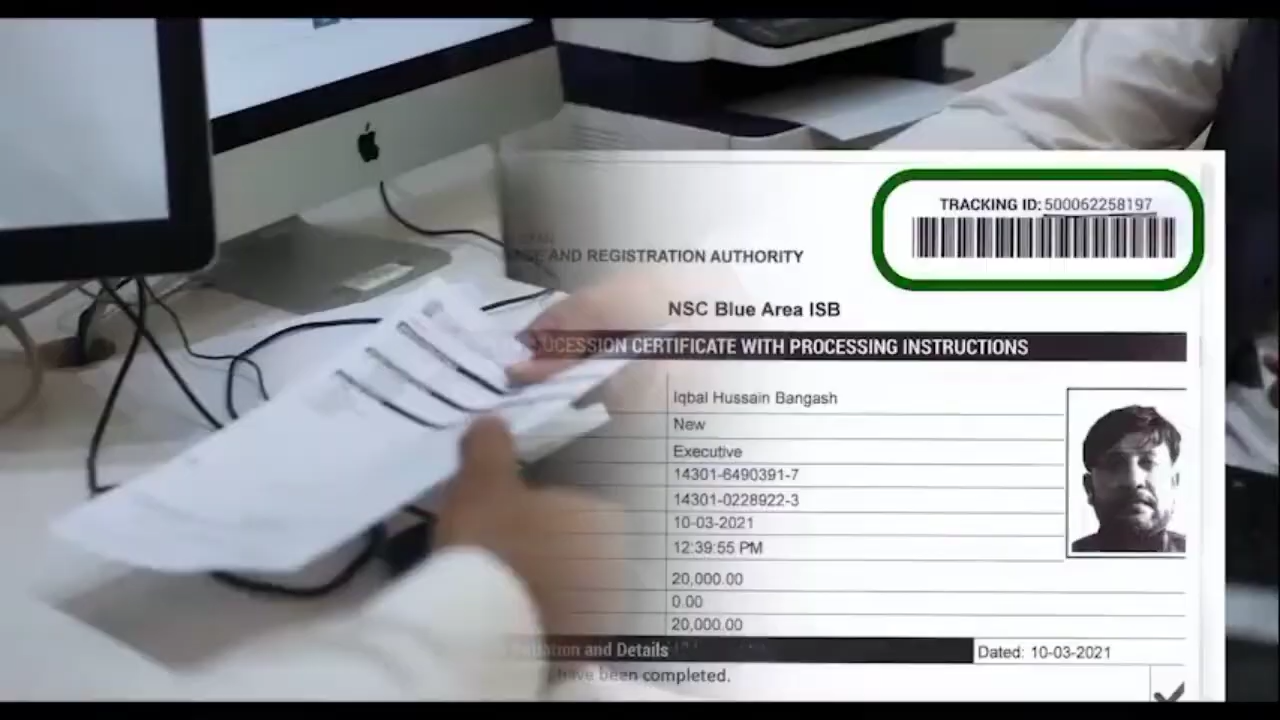 TRACKING ID: 500062258197
AND REGISTRATION AUTHORITY
NSC Blue Area ISB
CERTIFICATE WITH PROCESSING INSTRUCTIONS
Iqbal Hussain Bangash
New
Executive
14301-6490391-7
14301-0228922-3
10-03-2021
12:39:55 PM
20,000.00
0.00
20,000.00
and Details
Dated: 10-03-2021
have been completed.